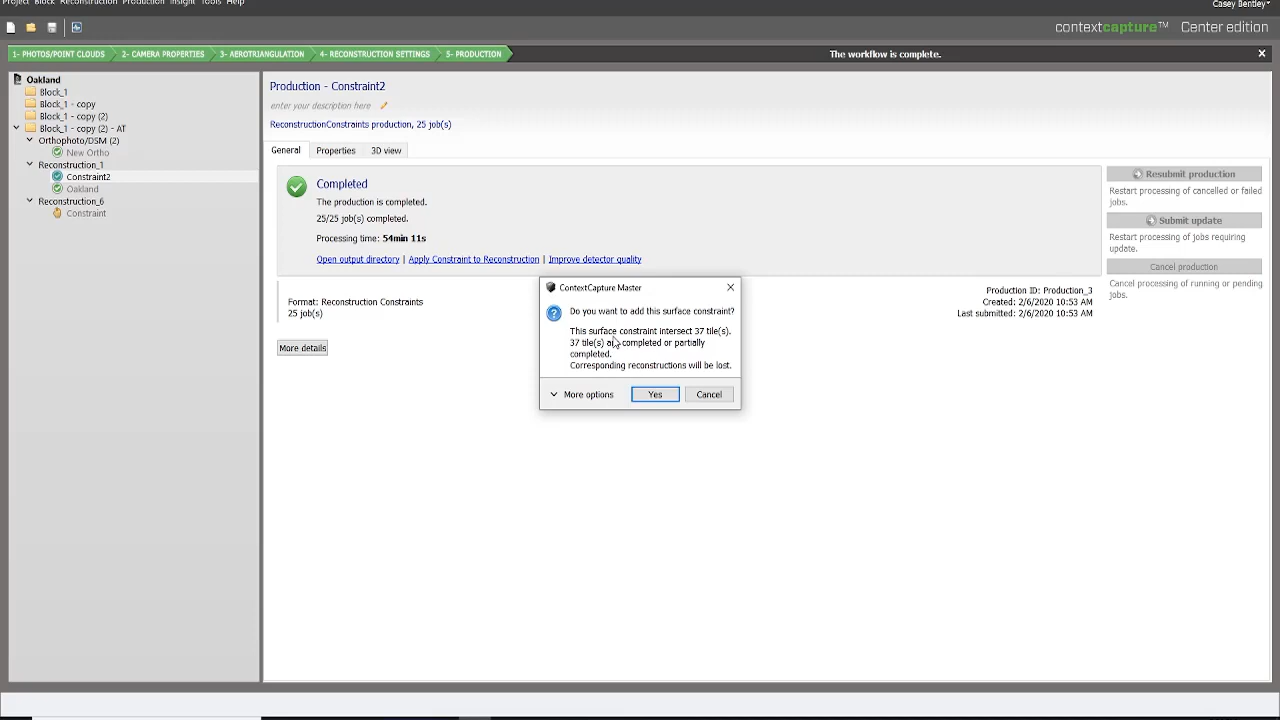 Project Block Reconstruction Production Insight Tools Help
Casey Bentley
contextcapture™ Center edition
1- PHOTOS/POINT CLOUDS 2- CAMERA PROPERTIES 3- AEROTRIANGULATION 4- RECONSTRUCTION SETTINGS 5- PRODUCTION
The workflow is complete.
Oakland
Block_1
Block_1 - copy
Block_1 - copy (2)
Block_1 - copy (2) - AT
Orthophoto/DSM (2)
New Ortho
Reconstruction_1
Constraint2
Oakland
Reconstruction_6
Constraint
Production - Constraint2
enter your description here
ReconstructionConstraints production, 25 job(s)
General Properties 3D view
Completed
The production is completed.
25/25 job(s) completed.
Processing time: 54min 11s
Open output directory | Apply Constraint to Reconstruction | Improve detector quality
Format: Reconstruction Constraints
25 job(s)
Production ID: Production_3
Created: 2/6/2020 10:53 AM
Last submitted: 2/6/2020 10:53 AM
More details
Resubmit production
Restart processing of cancelled or failed
jobs.
Submit update
Restart processing of jobs requiring
update.
Cancel production
Cancel processing of running or pending
jobs.
ContextCapture Master
Do you want to add this surface constraint?
This surface constraint intersect 37 tile(s).
37 tile(s) are completed or partially
completed.
Corresponding reconstructions will be lost.
More options Yes Cancel